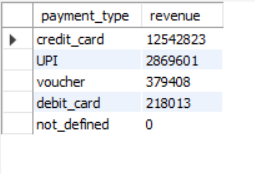 payment_type revenue
credit_card 12542823
UPI 2869601
voucher 379408
debit_card 218013
not_defined 0